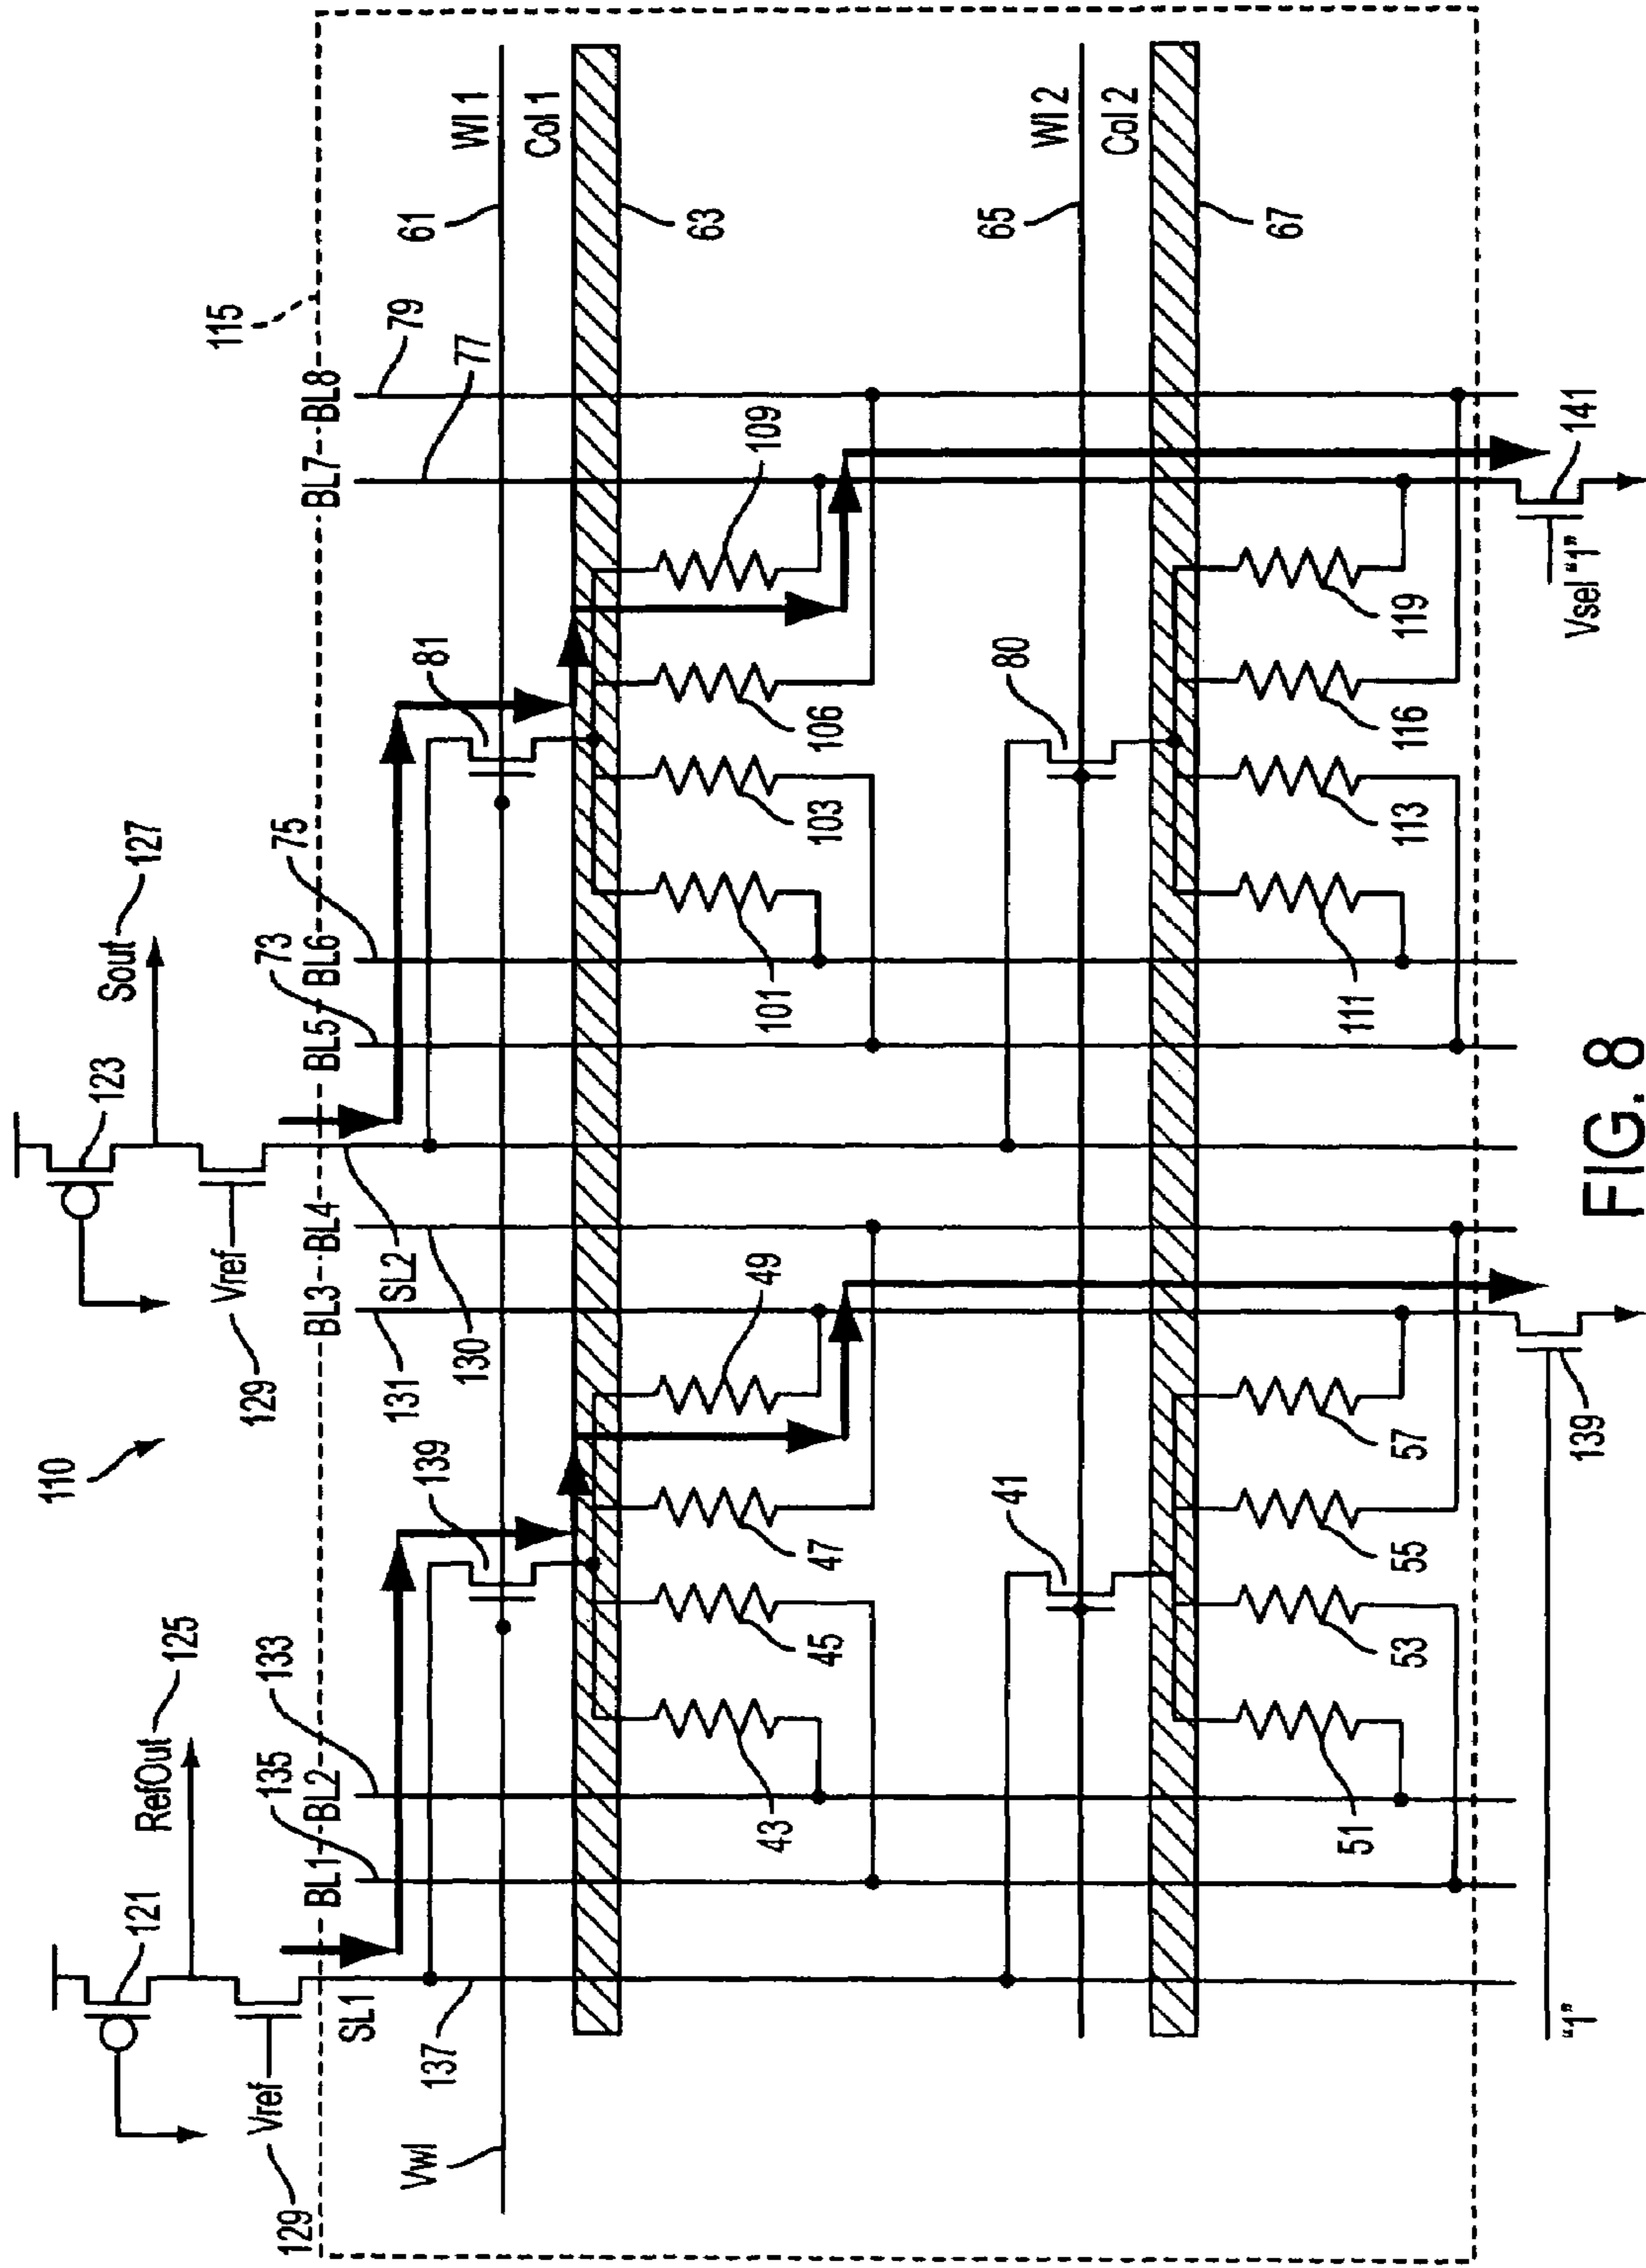 110
123
Sout
127
121
RefOut
125
Vref
129
115
Vref
129
135
133
73
75
BL1
BL2
BL3
BL4
BL5
BL6
BL7
BL8
SL1
131
SL2
79
Vwl
61
137
139
130
81
77
Wl 1
Col 1
63
43
45
47
49
101
103
106
109
41
80
65
Wl 2
Col 2
67
51
53
55
57
111
113
116
119
"1"
139
Vsel "1"
141
FIG. 8